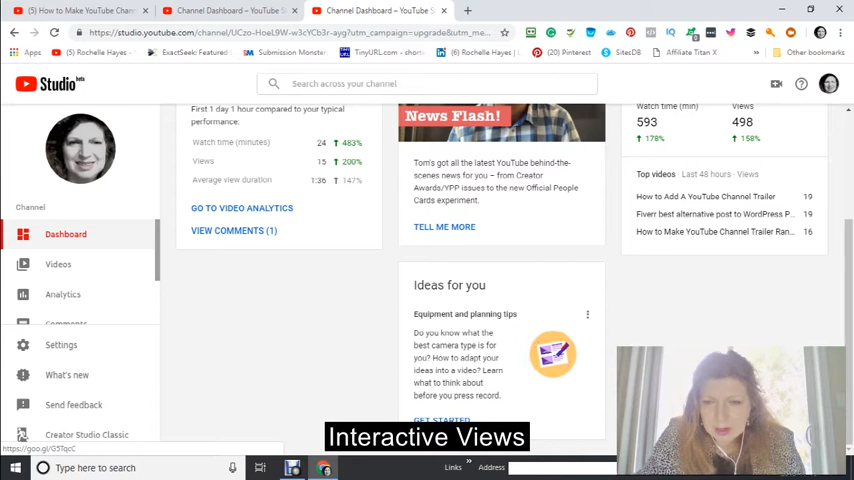 (5) How to Make YouTube Chan
Channel Dashboard – YouTube St
Channel Dashboard – YouTube St
https://studio.youtube.com/channel/UCzo-HoeL9W-w3cYCb3r-ayg?utm_campaign=upgrade&utm_me...
Apps
(5) Rochelle Hayes
ExactSeek: Featured L
Submission Monster
TinyURL.com - short
(6) Rochelle Hayes
(20) Pinterest
SitesDB
Affiliate Titan X
Other bookmarks
Studio beta
Search across your channel
Channel
Dashboard
Videos
Analytics
Comments
Settings
What's new
Send feedback
Creator Studio Classic
First 1 day 1 hour compared to your typical
performance:
Watch time (minutes) 24 483%
Views 15 200%
Average view duration 1:36 147%
GO TO VIDEO ANALYTICS
VIEW COMMENTS (1)
News Flash!
Tom's got all the latest YouTube behind-the-
scenes news for you – from Creator
Awards/YPP issues to the new Official People
Cards experiment.
TELL ME MORE
Ideas for you
Equipment and planning tips
Do you know what the
best camera type is for
you? How to adapt your
ideas into a video? Learn
what to think about
before you press record.
GET STARTED
Watch time (min) Views
593 498
178% 158%
Top videos · Last 48 hours · Views
How to Add A YouTube Channel Trailer 19
Fiverr best alternative post to WordPress P... 19
How to Make YouTube Channel Trailer Ran... 16
Interactive Views
https://goo.gl/G5TqcC
Type here to search
Links
Address